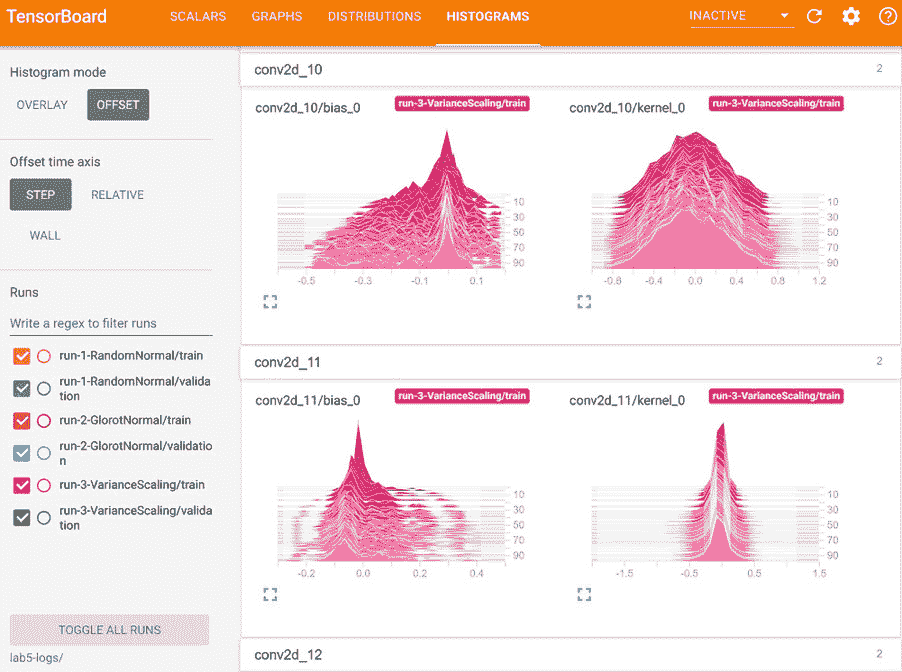 TensorBoard
SCALARS GRAPHS DISTRIBUTIONS HISTOGRAMS
INACTIVE
Histogram mode
OVERLAY OFFSET
Offset time axis
STEP RELATIVE
WALL
Runs
Write a regex to filter runs
run-1-RandomNormal/train
run-1-RandomNormal/valida
tion
run-2-GlorotNormal/train
run-2-GlorotNormal/validatio
n
run-3-VarianceScaling/train
run-3-VarianceScaling/valida
tion
TOGGLE ALL RUNS
lab5-logs/
conv2d_10 2
conv2d_10/bias_0 run-3-VarianceScaling/train
10
30
50
70
90
-0.5 -0.3 -0.1 0.1
conv2d_10/kernel_0 run-3-VarianceScaling/train
10
30
50
70
90
-0.8 -0.4 0.0 0.4 0.8 1.2
conv2d_11 2
conv2d_11/bias_0 run-3-VarianceScaling/train
10
30
50
70
90
-0.2 0.0 0.2 0.4
conv2d_11/kernel_0 run-3-VarianceScaling/train
10
30
50
70
90
-1.5 -0.5 0.5 1.5
conv2d_12 2